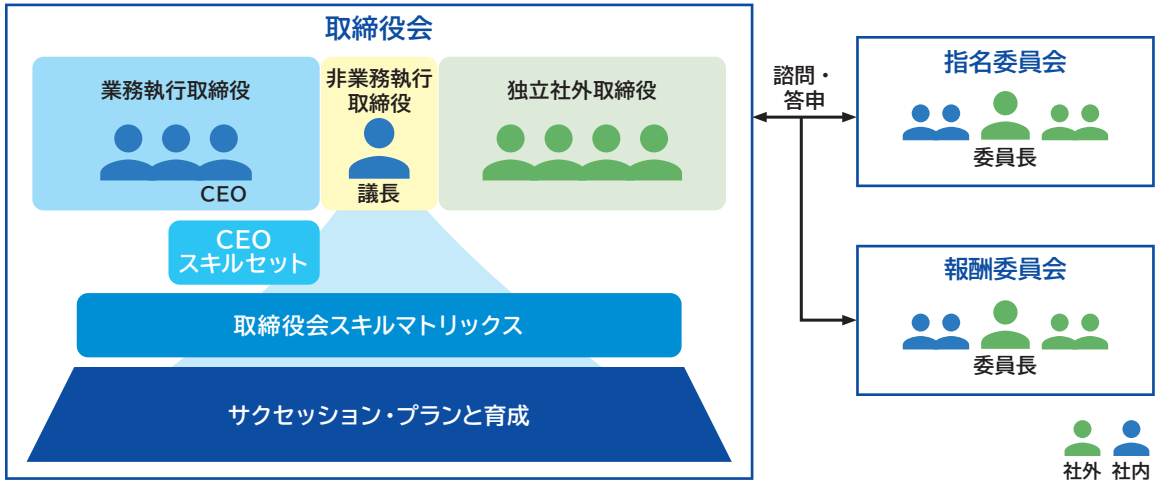 取締役会
業務執行取締役
CEO
非業務執行
取締役
議長
独立社外取締役
CEO
スキルセット
取締役会スキルマトリックス
サクセッション・プランと育成
諮問・
答申
指名委員会
委員長
報酬委員会
委員長
社外
社内